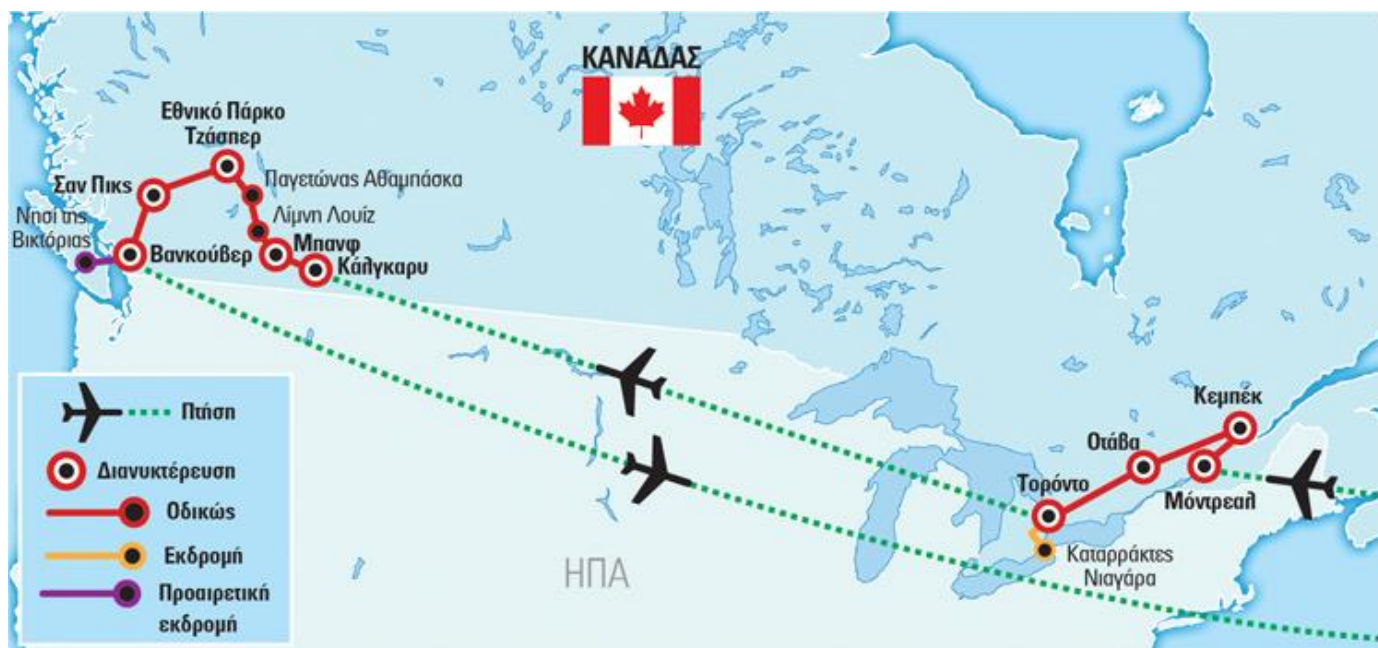 ΚΑΝΑΔΑΣ
Εθνικό Πάρκο
Τζάσπερ
Σαν Πικς
Παγετώνας Αθαμπάσκα
Νησί της
Βικτόριας
Λίμνη Λουίζ
Βανκούβερ
Μπανφ
Κάλγκαρυ
Κεμπέκ
Οτάβα
Τορόντο
Μόντρεαλ
Καταρράκτες
Νιαγάρα
ΗΠΑ
Πτήση
Διανυκτέρευση
Οδικώς
Εκδρομή
Προαιρετική
εκδρομή